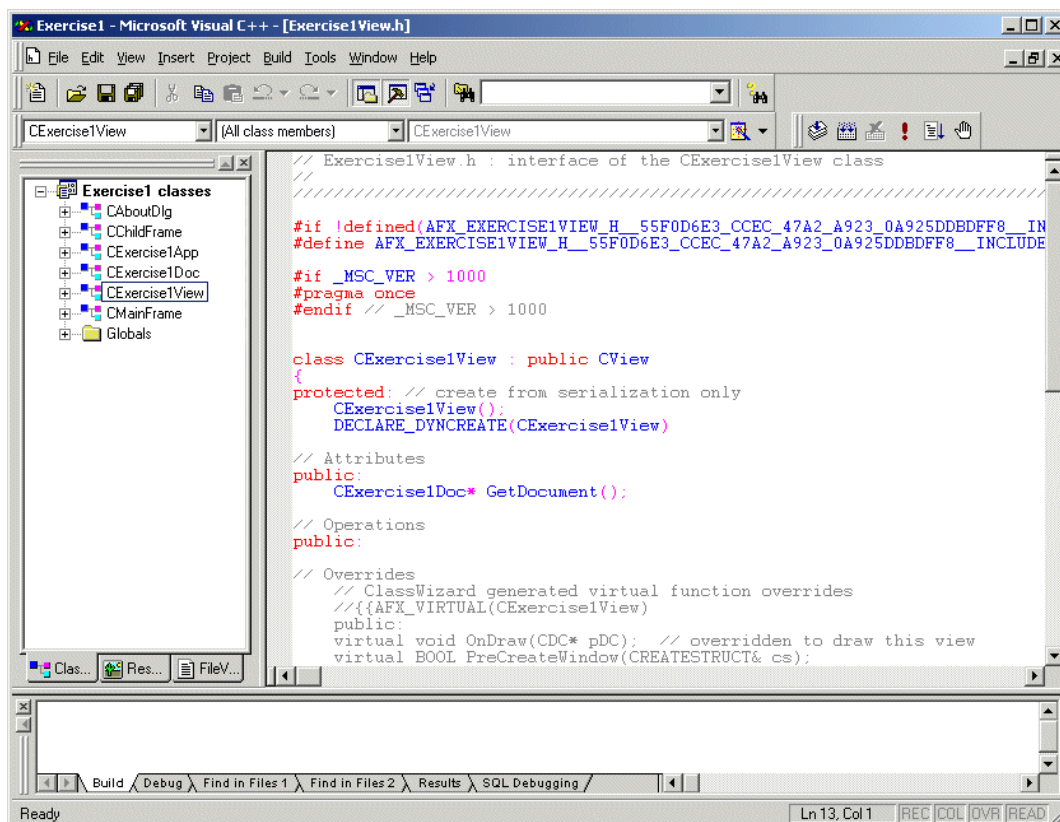 Exercise1 - Microsoft Visual C++ - [Exercise1View.h]
File Edit View Insert Project Build Tools Window Help
CExercise1View (All class members) CExercise1View
Exercise1 classes
CAboutDlg
CChildFrame
CExercise1App
CExercise1Doc
CExercise1View
CMainFrame
Globals
Clas... Res... FileV...
// Exercise1View.h : interface of the CExercise1View class
//
/////////////////////////////////////////////////////////////////////////////
#if !defined(AFX_EXERCISE1VIEW_H__55F0D6E3_CCEC_47A2_A923_0A925DDBDFF8__IN
#define AFX_EXERCISE1VIEW_H__55F0D6E3_CCEC_47A2_A923_0A925DDBDFF8__INCLUDE
#if _MSC_VER > 1000
#pragma once
#endif // _MSC_VER > 1000
class CExercise1View : public CView
{
protected: // create from serialization only
CExercise1View();
DECLARE_DYNCREATE(CExercise1View)
// Attributes
public:
CExercise1Doc* GetDocument();
// Operations
public:
// Overrides
// ClassWizard generated virtual function overrides
//{{AFX_VIRTUAL(CExercise1View)
public:
virtual void OnDraw(CDC* pDC); // overridden to draw this view
virtual BOOL PreCreateWindow(CREATESTRUCT& cs);
Build Debug Find in Files 1 Find in Files 2 Results SQL Debugging
Ready Ln 13, Col 1 REC COL OVR READ